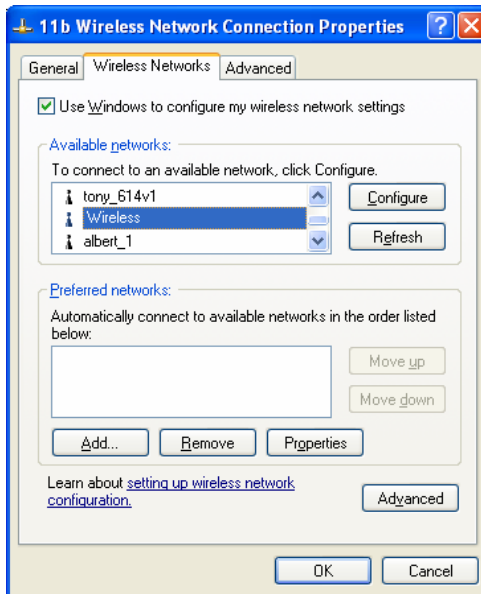 11b Wireless Network Connection Properties
General Wireless Networks Advanced
Use Windows to configure my wireless network settings
Available networks:
To connect to an available network, click Configure.
tony_614v1
Wireless
albert_1
Configure
Refresh
Preferred networks:
Automatically connect to available networks in the order listed
below:
Move up
Move down
Add... Remove Properties
Learn about setting up wireless network
configuration.
Advanced
OK Cancel